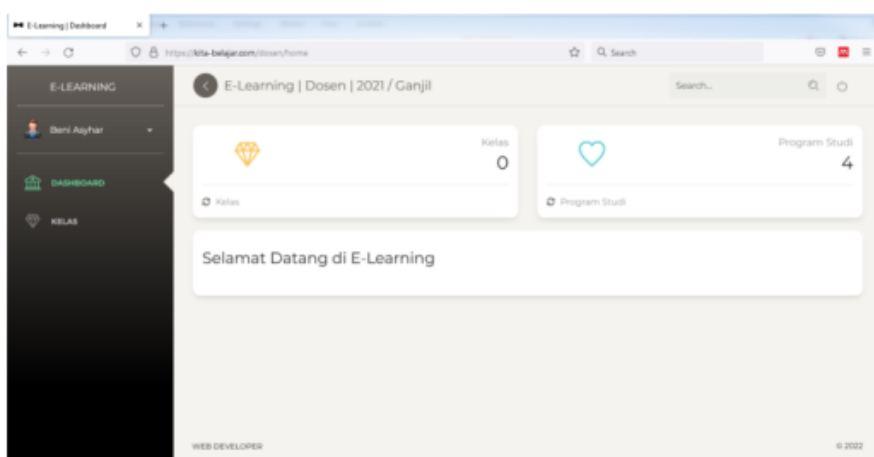 E-Learning | Dashboard
https://kita-belajar.com/dosen/home
Search
E-LEARNING
E-Learning | Dosen | 2021 / Ganjil
Search...
Beni Asyhar
DASHBOARD
KELAS
Kelas
0
Kelas
Program Studi
4
Program Studi
Selamat Datang di E-Learning
WEB DEVELOPER
© 2022